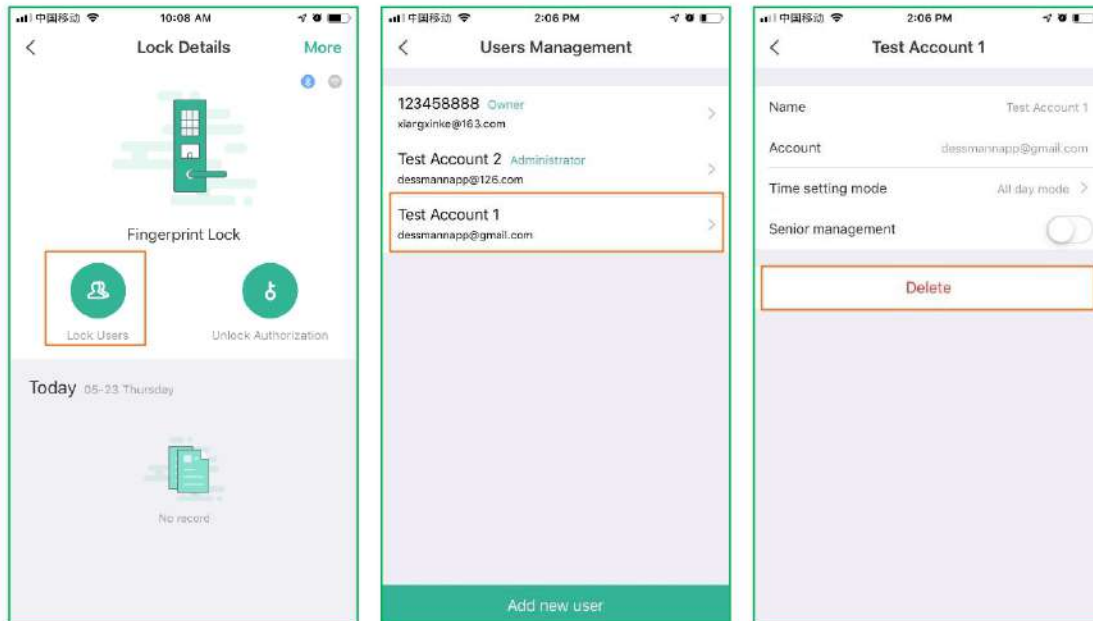 中国移动 10:08 AM
Lock Details More
Fingerprint Lock
Lock Users Unlock Authorization
Today 05-23 Thursday
No record
中国移动 2:06 PM
Users Management
123458888 Owner
xiangxinke@163.com
Test Account 2 Administrator
dessmannapp@126.com
Test Account 1
dessmannapp@gmail.com
Add new user
中国移动 2:06 PM
Test Account 1
Name Test Account 1
Account dessmannapp@gmail.com
Time setting mode All day mode
Senior management
Delete